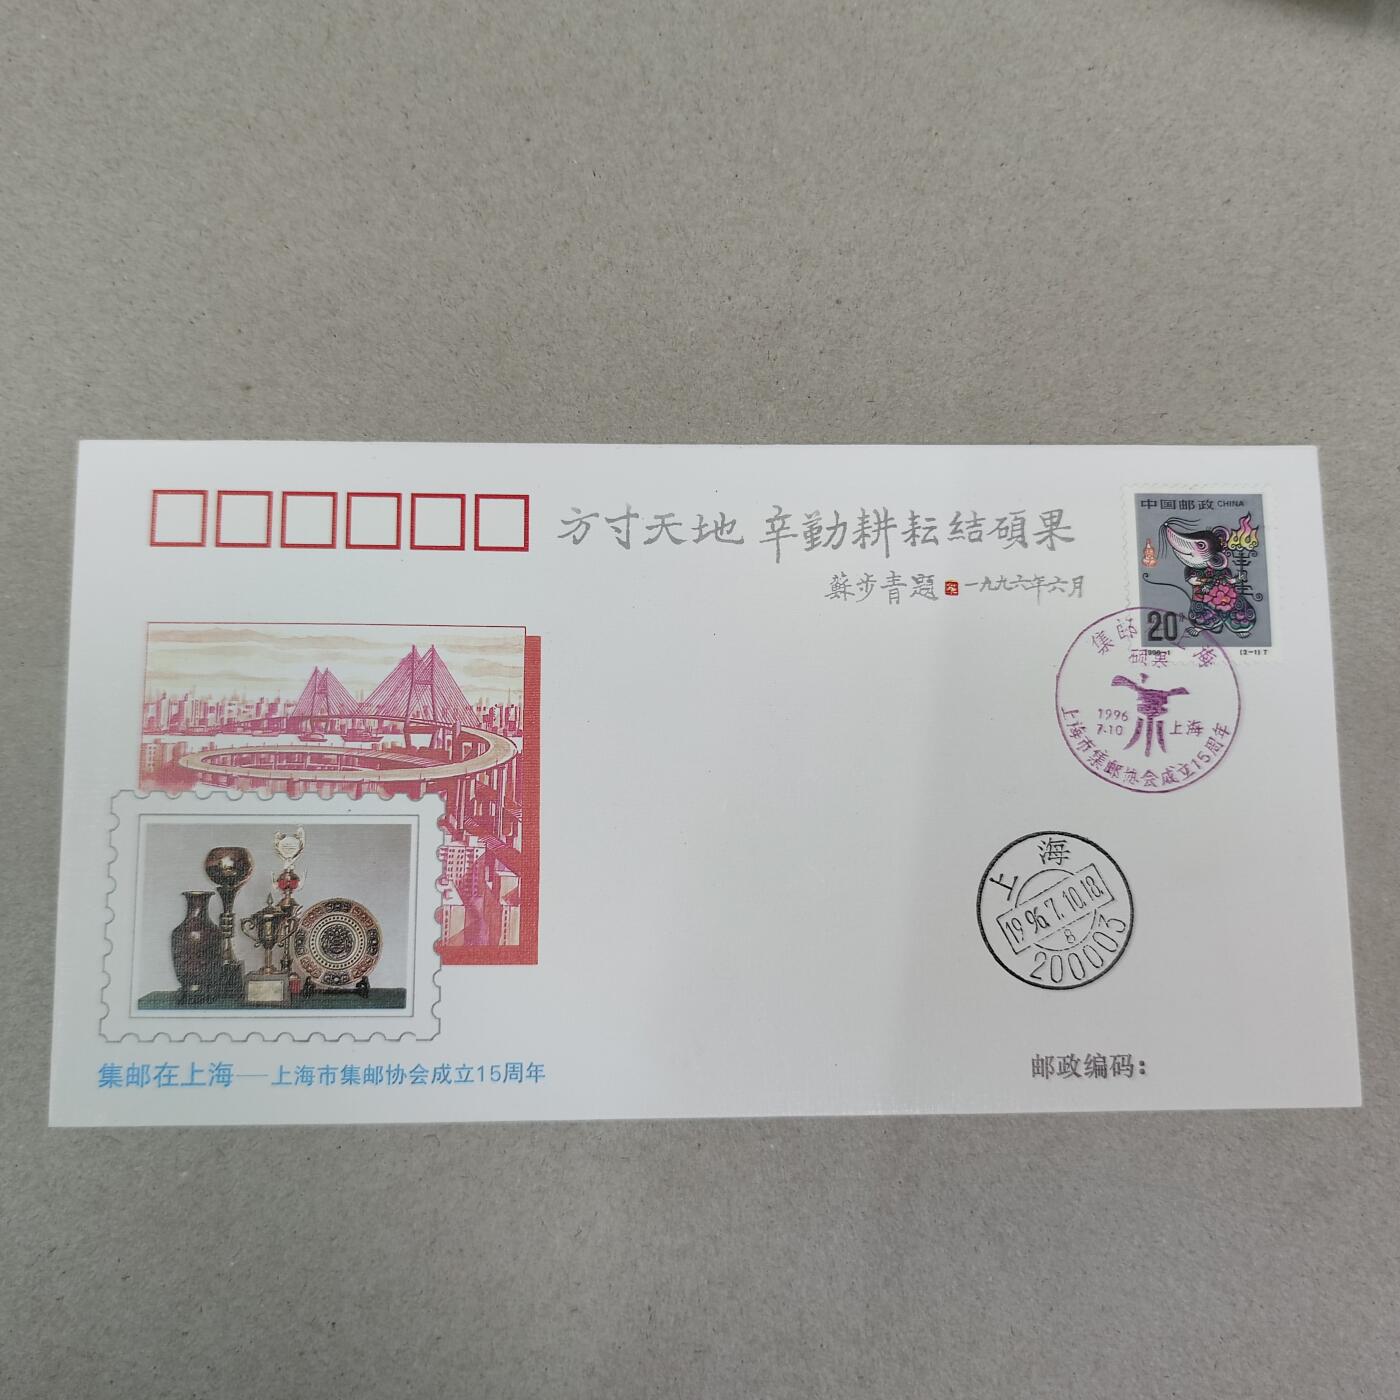 方寸天地 辛勤耕耘结碩果
蘇步青题 一九九六年六月
中国邮政 CHINA
20分
1996-1
(2-1)T
集邮 上海
硕果
1996
7.10
上海
上海市集邮协会成立15周年
上海
1996.7.10.18
8
200003
集邮在上海——上海市集邮协会成立15周年
邮政编码：